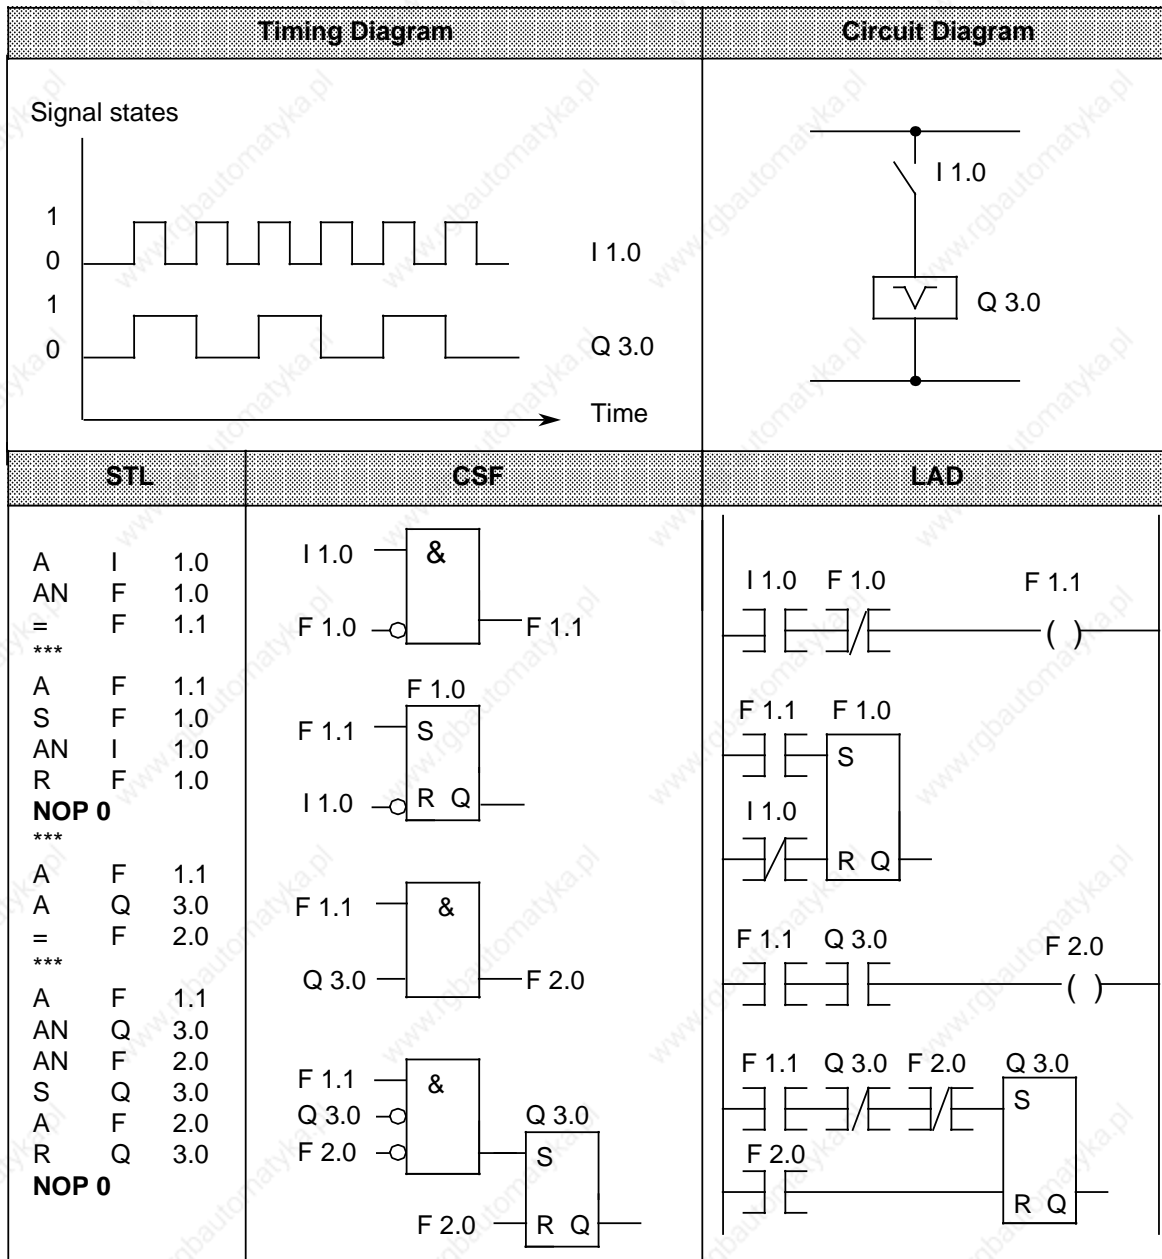 Timing Diagram
Circuit Diagram
Signal states
1
0
I 1.0
1
0
Q 3.0
Time
I 1.0
Q 3.0
STL
CSF
LAD
A I 1.0
AN F 1.0
= F 1.1
***
A F 1.1
S F 1.0
AN I 1.0
R F 1.0
NOP 0
***
A F 1.1
A Q 3.0
= F 2.0
***
A F 1.1
AN Q 3.0
AN F 2.0
S Q 3.0
A F 2.0
R Q 3.0
NOP 0
I 1.0
&
F 1.0
F 1.1
F 1.0
F 1.1
S
I 1.0
R Q
F 1.1
&
Q 3.0
F 2.0
F 1.1
&
Q 3.0
F 2.0
Q 3.0
S
F 2.0
R Q
I 1.0 F 1.0 F 1.1
( )
F 1.1 F 1.0
S
I 1.0
R Q
F 1.1 Q 3.0 F 2.0
( )
F 1.1 Q 3.0 F 2.0 Q 3.0
S
F 2.0
R Q
www.rgbautomatyka.pl